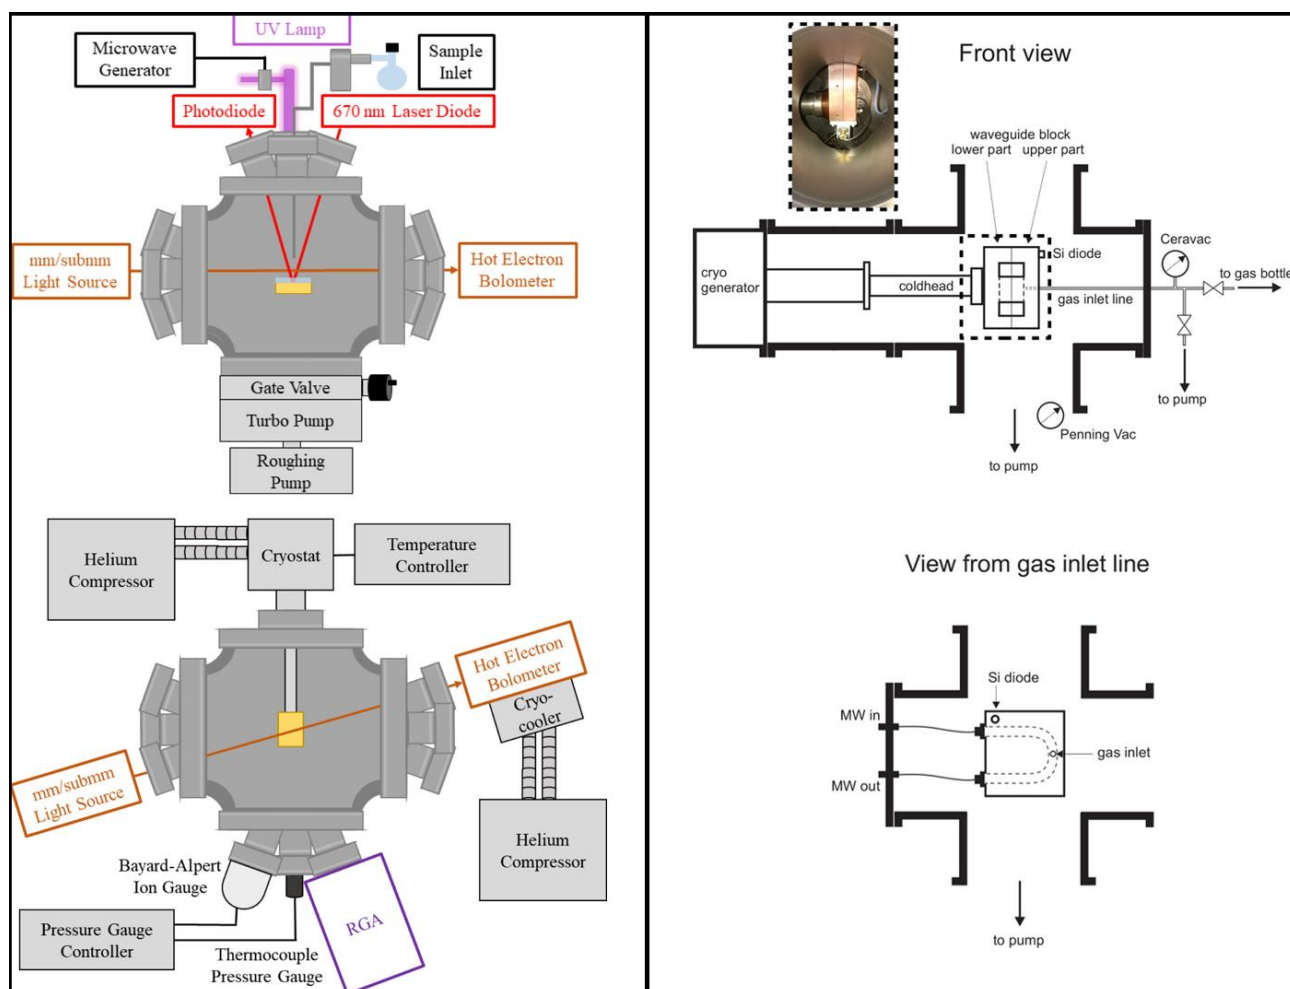 UV Lamp
Microwave
Generator
Sample
Inlet
Photodiode
670 nm Laser Diode
mm/submm
Light Source
Hot Electron
Bolometer
Gate Valve
Turbo Pump
Roughing
Pump
Helium
Compressor
Cryostat
Temperature
Controller
Hot Electron
Bolometer
Cryo-
cooler
mm/submm
Light Source
Helium
Compressor
Bayard-Alpert
Ion Gauge
Pressure Gauge
Controller
Thermocouple
Pressure Gauge
RGA
Front view
waveguide block
lower part upper part
Si diode
Ceravac
cryo
generator
coldhead
gas inlet line
to gas bottle
to pump
Penning Vac
to pump
View from gas inlet line
Si diode
MW in
gas inlet
MW out
to pump